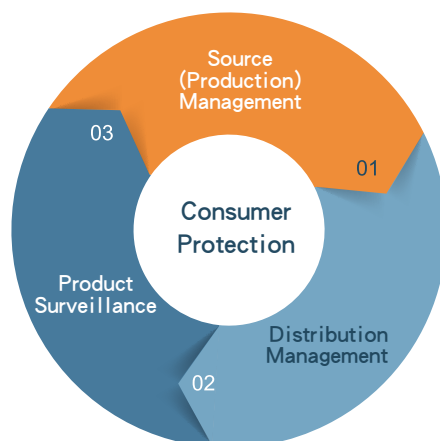 Source
(Production)
Management
01
Distribution
Management
02
Product
Surveillance
03
Consumer
Protection